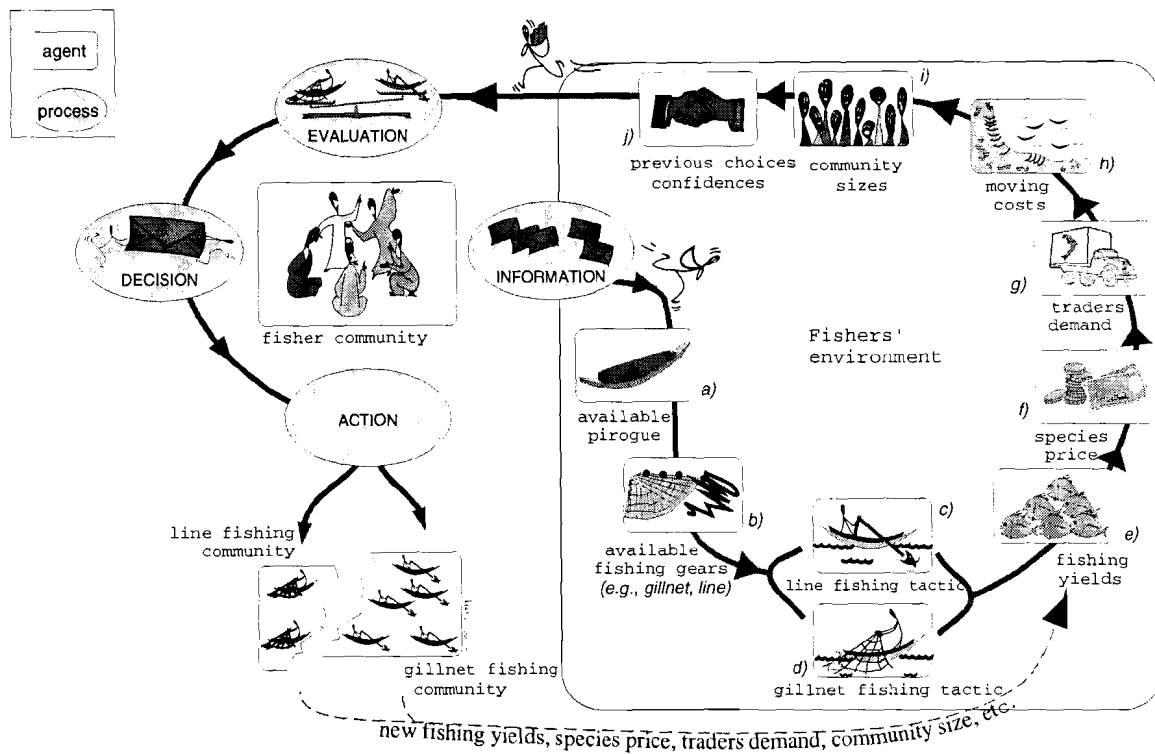 agent
process
EVALUATION
DECISION
fisher community
ACTION
line fishing
community
gillnet fishing
community
INFORMATION
Fishers'
environment
a)
available
pirogue
b)
available
fishing gears
(e.g., gillnet, line)
c)
line fishing tactic
d)
gillnet fishing tactic
e)
fishing
yields
f)
species
price
g)
traders
demand
h)
moving
costs
i)
community
sizes
j)
previous choices
confidences
new fishing yields, species price, traders demand, community size, etc.